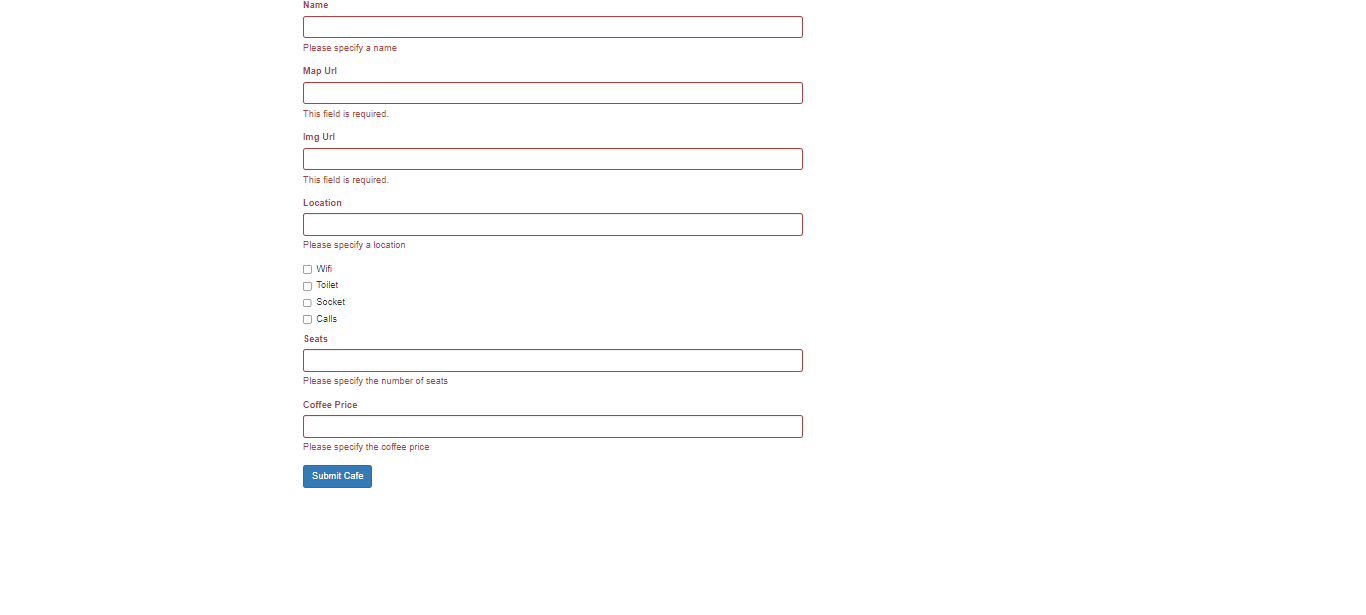 Name
Please specify a name
Map Url
This field is required.
Img Url
This field is required.
Location
Please specify a location
Wifi
Toilet
Socket
Calls
Seats
Please specify the number of seats
Coffee Price
Please specify the coffee price
Submit Cafe